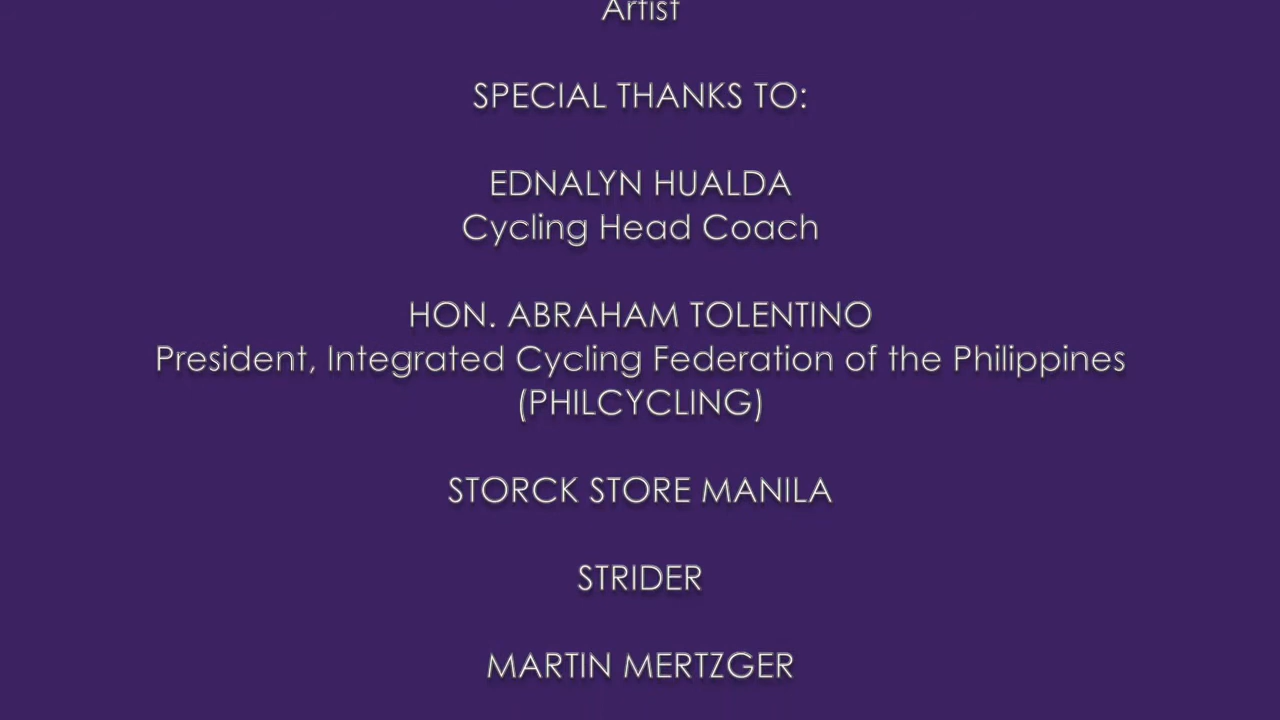 Artist
SPECIAL THANKS TO:
EDNALYN HUALDA
Cycling Head Coach
HON. ABRAHAM TOLENTINO
President, Integrated Cycling Federation of the Philippines
(PHILCYCLING)
STORCK STORE MANILA
STRIDER
MARTIN MERTZGER